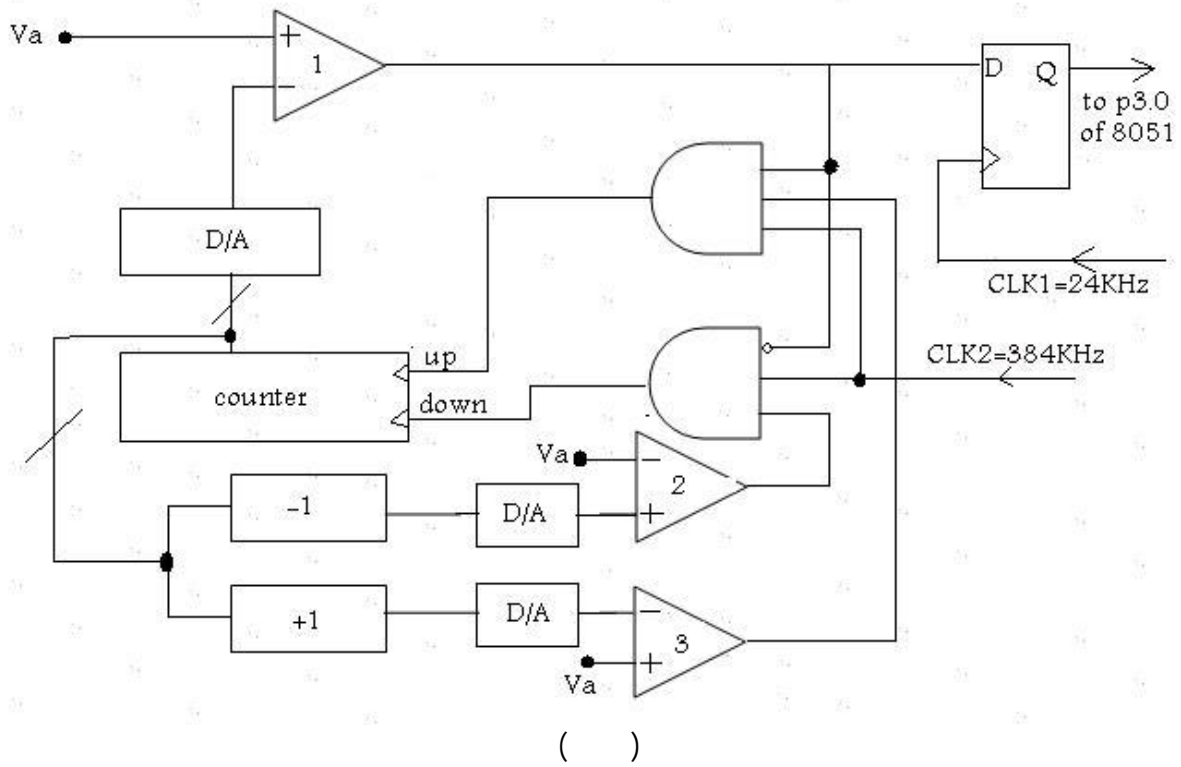 Va
+
1
−
D Q
to p3.0
of 8051
D/A
CLK1=24KHz
up
CLK2=384KHz
counter
down
Va
−
2
+
-1
D/A
+1
D/A
−
3
+
Va
( )